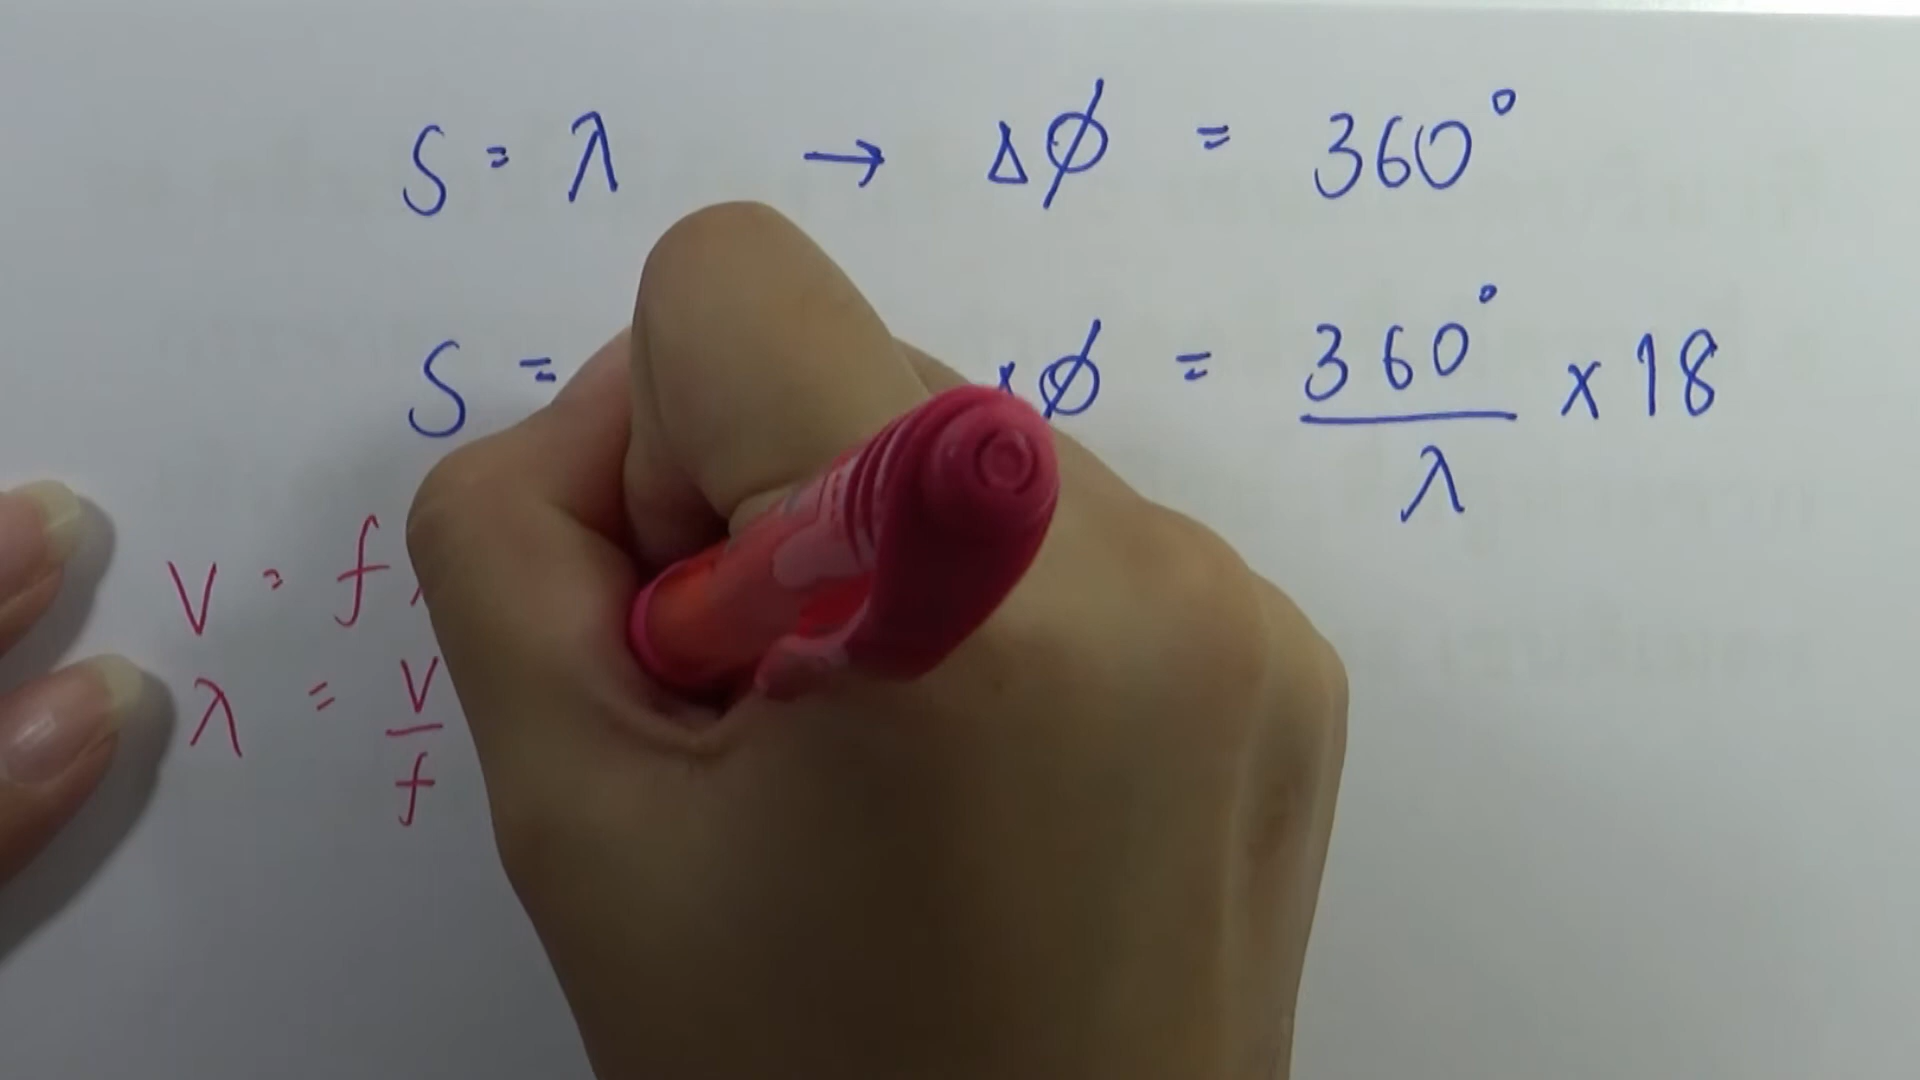 S = λ → Δϕ = 360°
S = ϕ = 360° / λ × 18
V = f
λ = V / f